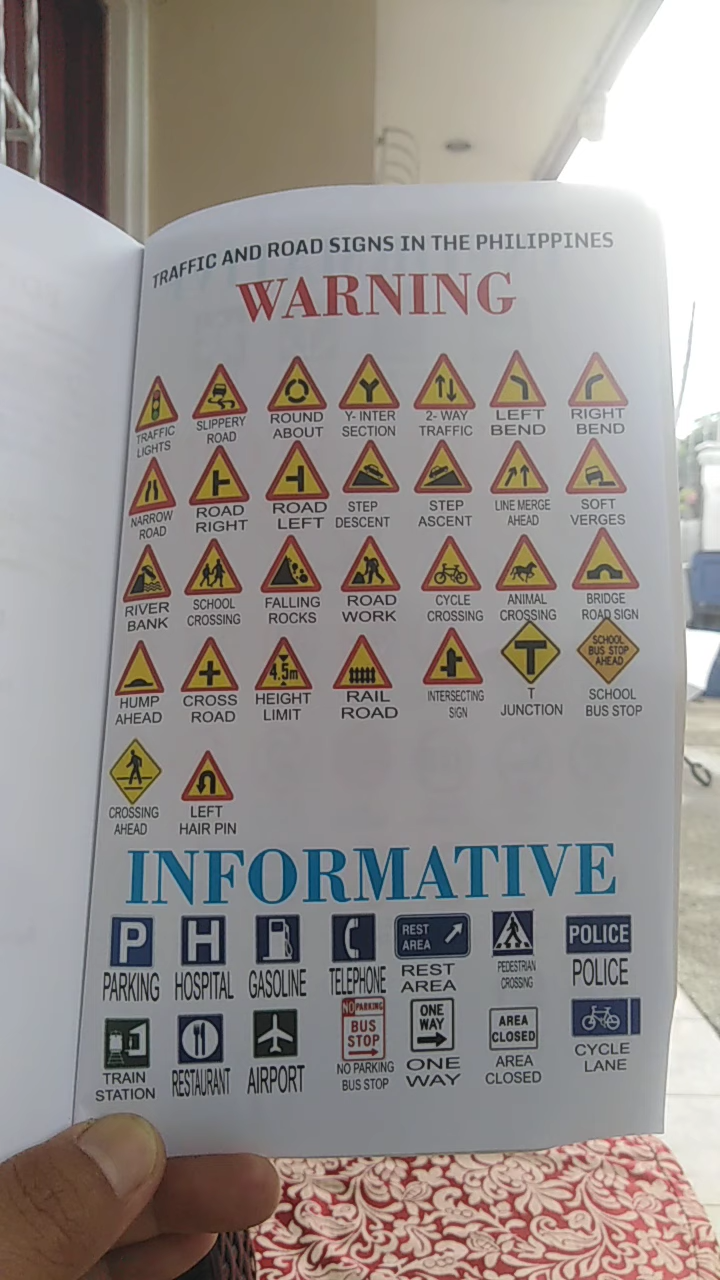 TRAFFIC AND ROAD SIGNS IN THE PHILIPPINES
WARNING
TRAFFIC LIGHTS
SLIPPERY ROAD
ROUND ABOUT
Y- INTER SECTION
2- WAY TRAFFIC
LEFT BEND
RIGHT BEND
NARROW ROAD
ROAD RIGHT
ROAD LEFT
STEP DESCENT
STEP ASCENT
LINE MERGE AHEAD
SOFT VERGES
RIVER BANK
SCHOOL CROSSING
FALLING ROCKS
ROAD WORK
CYCLE CROSSING
ANIMAL CROSSING
BRIDGE ROAD SIGN
HUMP AHEAD
CROSS ROAD
4.5m
HEIGHT LIMIT
RAIL ROAD
INTERSECTING SIGN
T JUNCTION
SCHOOL
BUS STOP
AHEAD
SCHOOL BUS STOP
CROSSING AHEAD
LEFT HAIR PIN
INFORMATIVE
P
PARKING
H
HOSPITAL
GASOLINE
TELEPHONE
REST
AREA
REST AREA
PEDESTRIAN CROSSING
POLICE
POLICE
TRAIN STATION
RESTAURANT
AIRPORT
NO PARKING
BUS
STOP
NO PARKING BUS STOP
ONE
WAY
ONE WAY
AREA
CLOSED
AREA CLOSED
CYCLE LANE